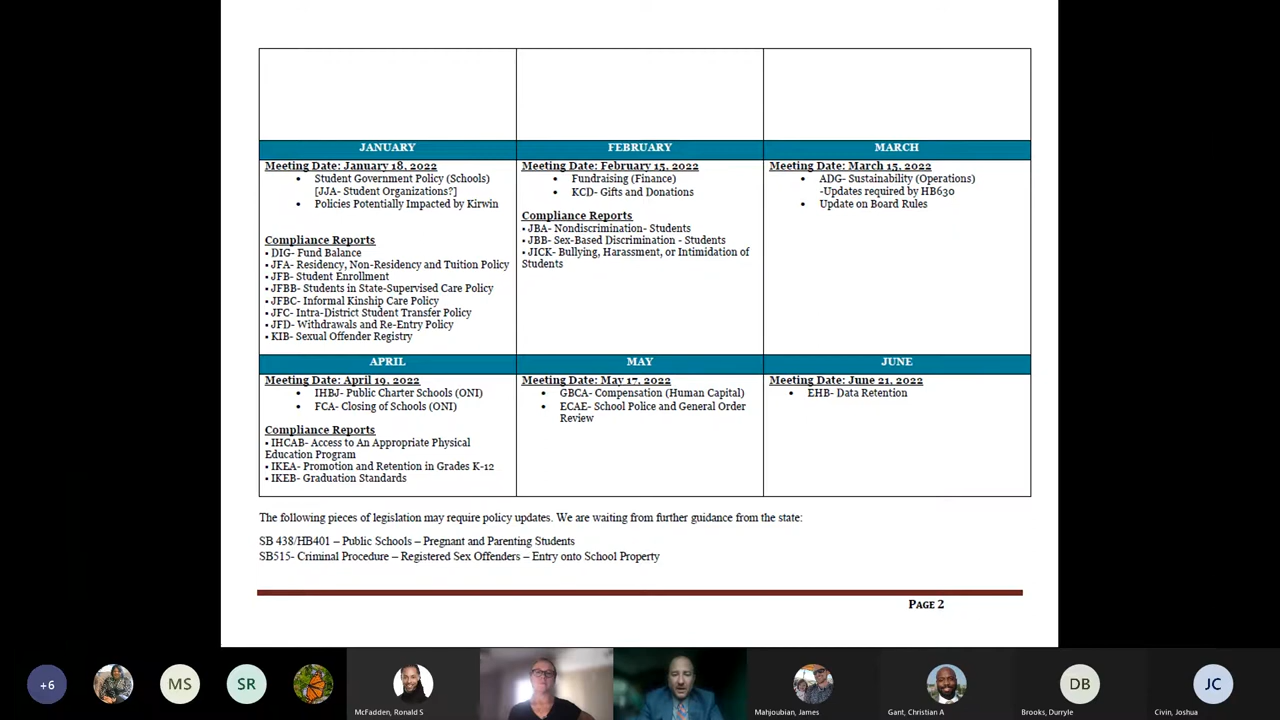 JANUARY
Meeting Date: January 18, 2022
• Student Government Policy (Schools)
[JJA- Student Organizations?]
• Policies Potentially Impacted by Kirwin
Compliance Reports
▪ DIG- Fund Balance
▪ JFA- Residency, Non-Residency and Tuition Policy
▪ JFB- Student Enrollment
▪ JFBB- Students in State-Supervised Care Policy
▪ JFBC- Informal Kinship Care Policy
▪ JFC- Intra-District Student Transfer Policy
▪ JFD- Withdrawals and Re-Entry Policy
▪ KIB- Sexual Offender Registry
FEBRUARY
Meeting Date: February 15, 2022
• Fundraising (Finance)
• KCD- Gifts and Donations
Compliance Reports
▪ JBA- Nondiscrimination- Students
▪ JBB- Sex-Based Discrimination - Students
▪ JICK- Bullying, Harassment, or Intimidation of
Students
MARCH
Meeting Date: March 15, 2022
• ADG- Sustainability (Operations)
-Updates required by HB630
• Update on Board Rules
APRIL
Meeting Date: April 19, 2022
• IHBJ- Public Charter Schools (ONI)
• FCA- Closing of Schools (ONI)
Compliance Reports
▪ IHCAB- Access to An Appropriate Physical
Education Program
▪ IKEA- Promotion and Retention in Grades K-12
▪ IKEB- Graduation Standards
MAY
Meeting Date: May 17, 2022
• GBCA- Compensation (Human Capital)
• ECAE- School Police and General Order
Review
JUNE
Meeting Date: June 21, 2022
• EHB- Data Retention
The following pieces of legislation may require policy updates. We are waiting from further guidance from the state:
SB 438/HB401 – Public Schools – Pregnant and Parenting Students
SB515- Criminal Procedure – Registered Sex Offenders – Entry onto School Property
PAGE 2
+6
MS
SR
McFadden, Ronald S
Mahjoubian, James
Gant, Christian A
DB
Brooks, Durryle
JC
Civin, Joshua